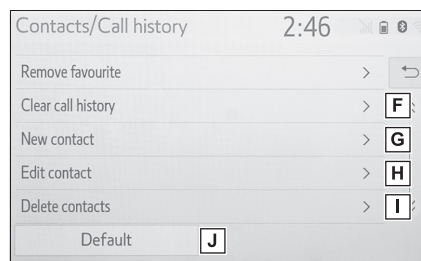 Contacts/Call history 2:46
Remove favourite
Clear call history F
New contact G
Edit contact H
Delete contacts I
Default J